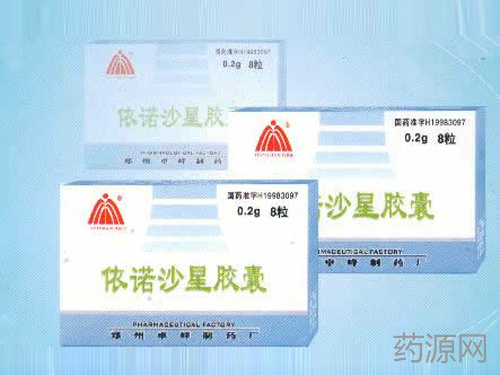 国药准字H19983097
0.2g 8粒
依诺沙星胶囊
PHARMACEUTICAL FACTORY
郑州卓峰制药
国药准字H19983097
0.2g 8粒
诺沙星胶囊
MACEUTICAL FACTORY
卓峰制药厂
国药准字H19983097
0.2g 8粒
依诺沙星胶囊
PHARMACEUTICAL FACTORY
郑州卓峰制药厂
药源网